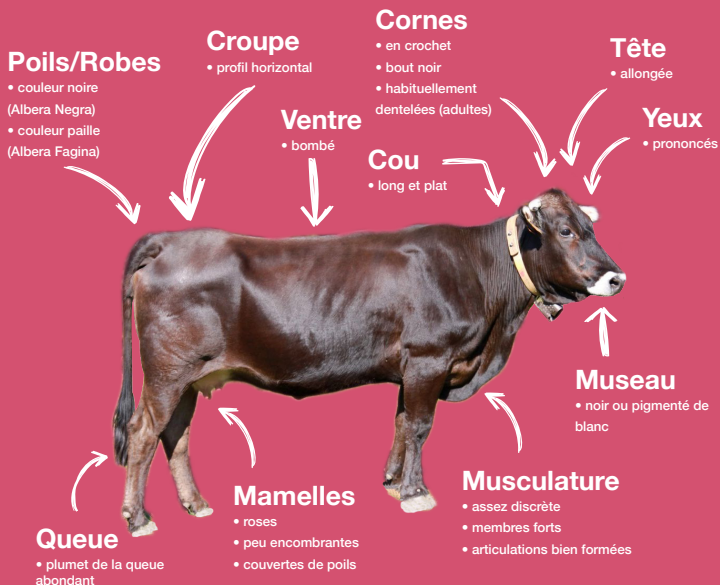 Poils/Robes
• couleur noire
(Albera Negra)
• couleur paille
(Albera Fagina)
Croupe
• profil horizontal
Ventre
• bombé
Cornes
• en crochet
• bout noir
• habituellement
dentelées (adultes)
Cou
• long et plat
Tête
• allongée
Yeux
• prononcés
Museau
• noir ou pigmenté de
blanc
Musculature
• assez discrète
• membres forts
• articulations bien formées
Mamelles
• roses
• peu encombrantes
• couvertes de poils
Queue
• plumet de la queue
abondant